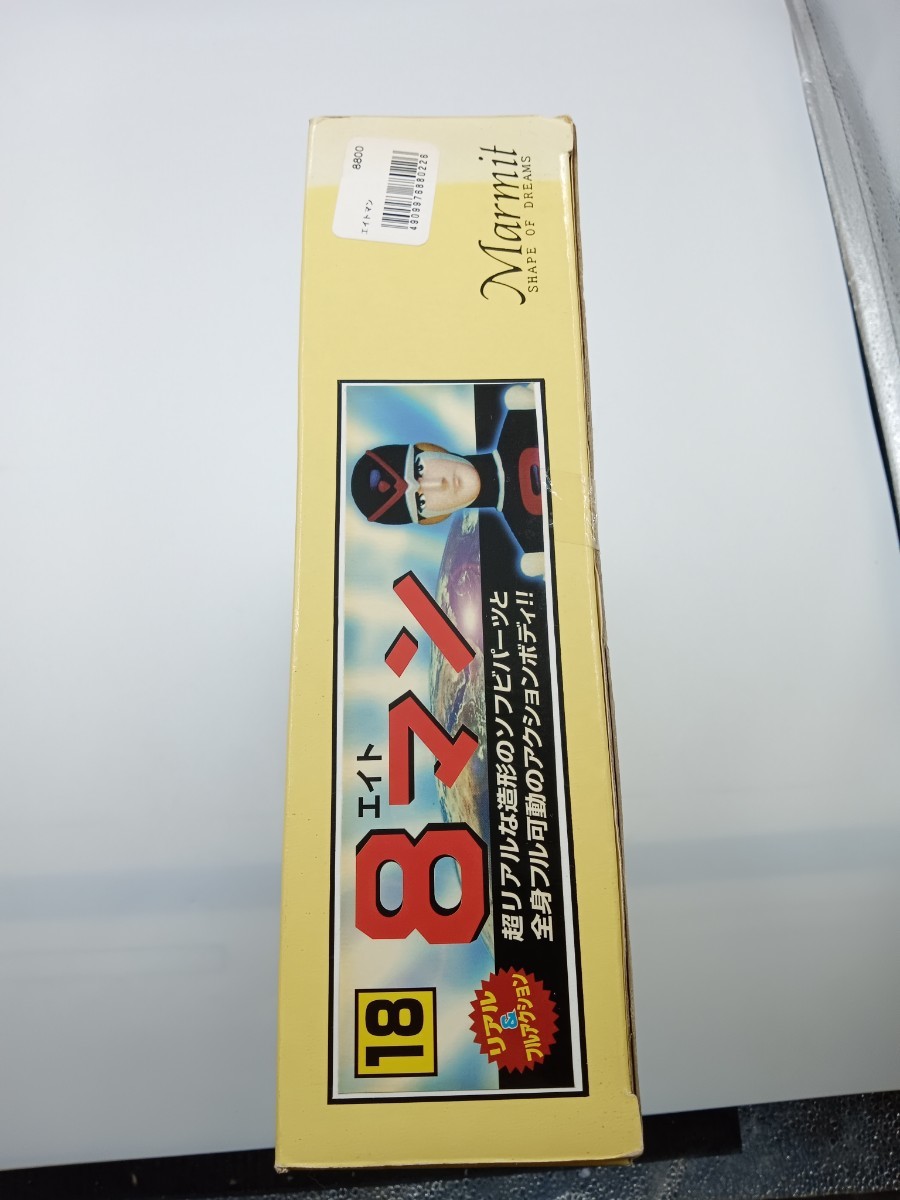 18
エイト
8マン
リアル
&
フルアクション
超リアルな造形のソフビパーツと
全身フル可動のアクションボディ!!
Marmit
SHAPE OF DREAMS
8800
エイトマン
4909976880226
8